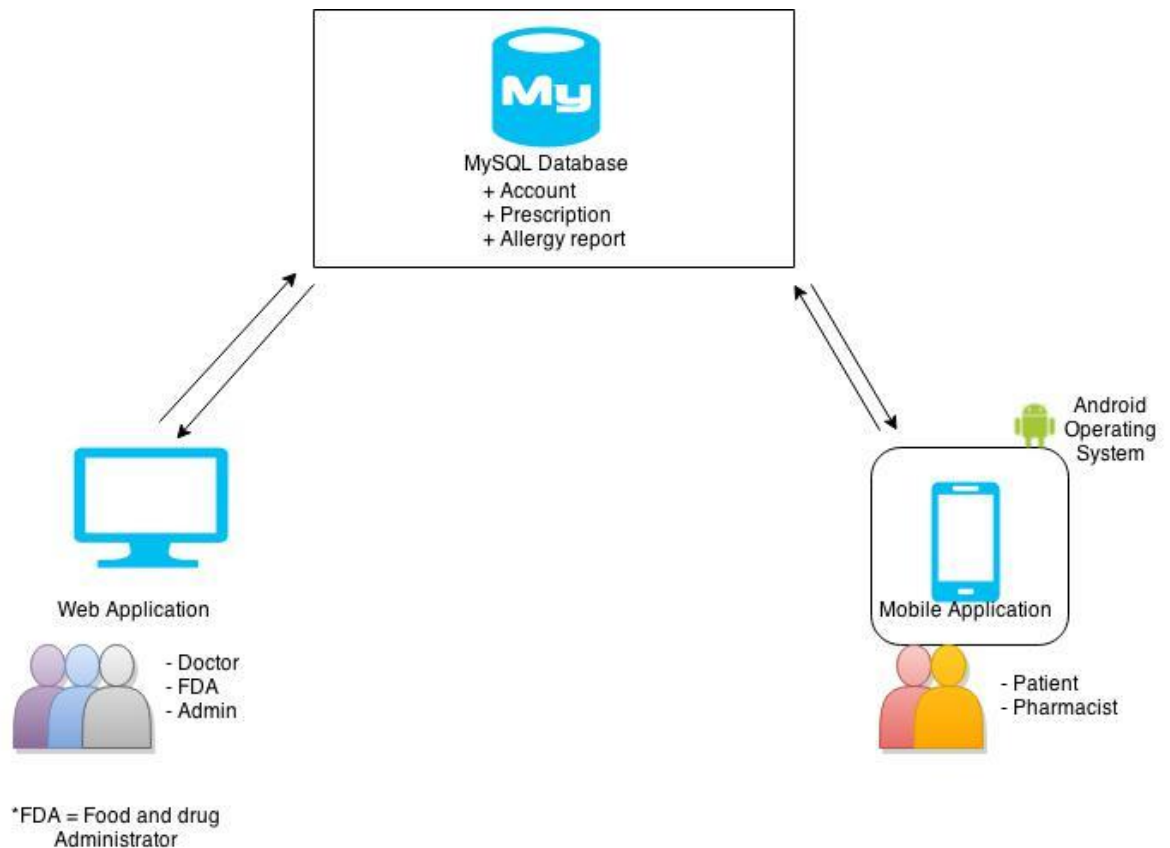 My
MySQL Database
+ Account
+ Prescription
+ Allergy report
Android
Operating
System
Web Application
Mobile Application
- Doctor
- FDA
- Admin
- Patient
- Pharmacist
*FDA = Food and drug
Administrator